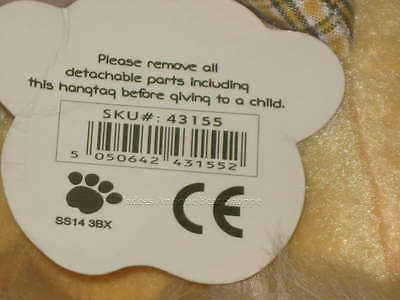 Please remove all
detachable parts including
this hangtag before giving to a child.
SKU#: 43155
5 050642 431552
SS14 3BX
CE